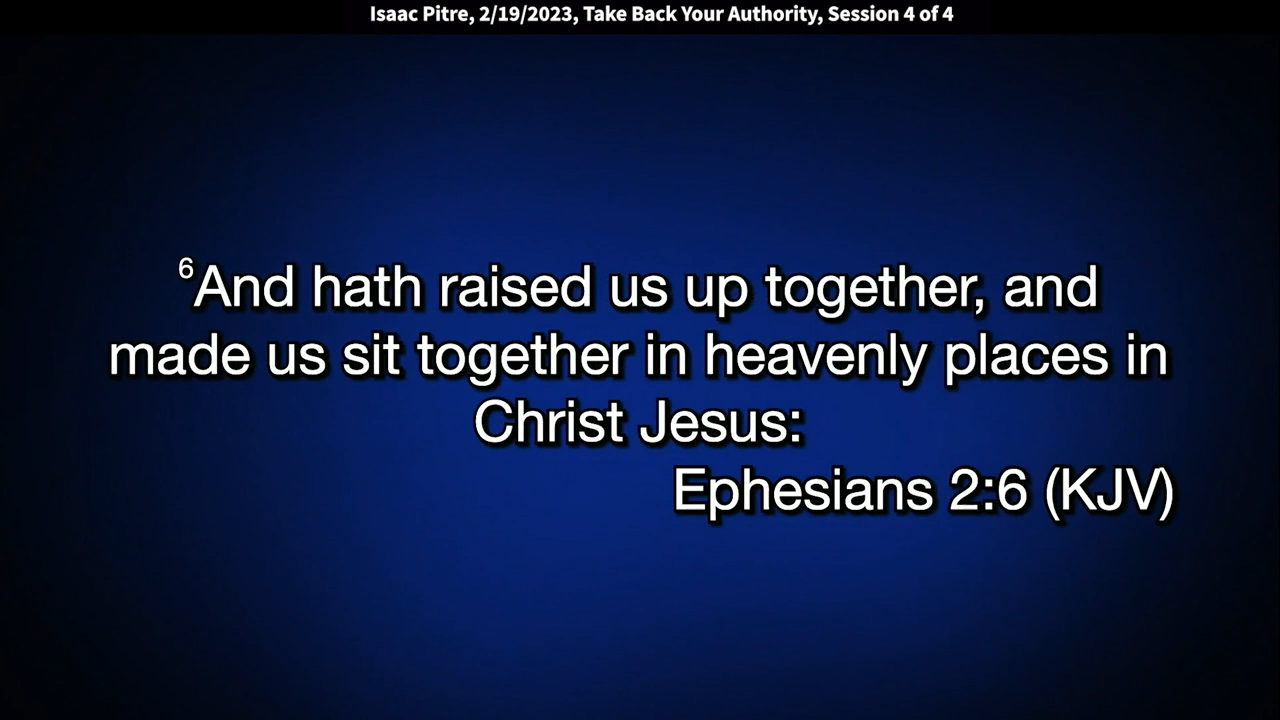 Isaac Pitre, 2/19/2023, Take Back Your Authority, Session 4 of 4
6And hath raised us up together, and
made us sit together in heavenly places in
Christ Jesus:
Ephesians 2:6 (KJV)